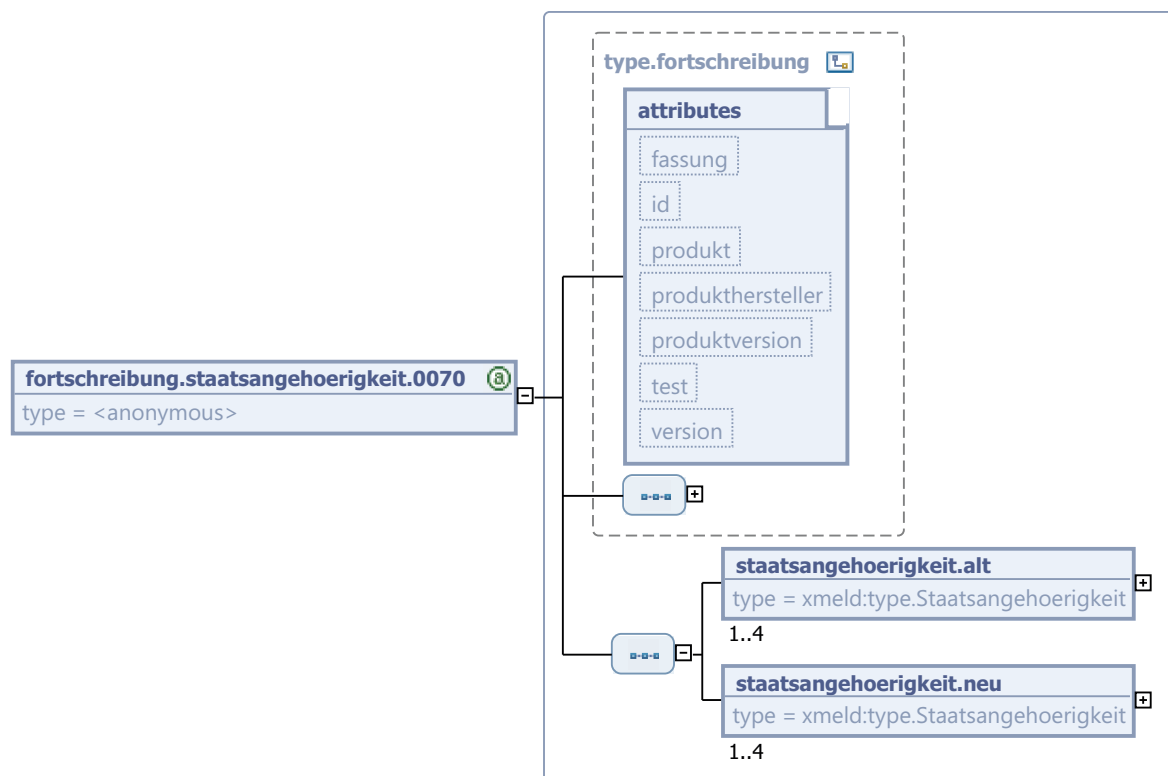 type.fortschreibung
attributes
fassung
id
produkt
produkthersteller
produktversion
test
version
fortschreibung.staatsangehoerigkeit.0070
type = <anonymous>
staatsangehoerigkeit.alt
type = xmeld:type.Staatsangehoerigkeit
1..4
staatsangehoerigkeit.neu
type = xmeld:type.Staatsangehoerigkeit
1..4